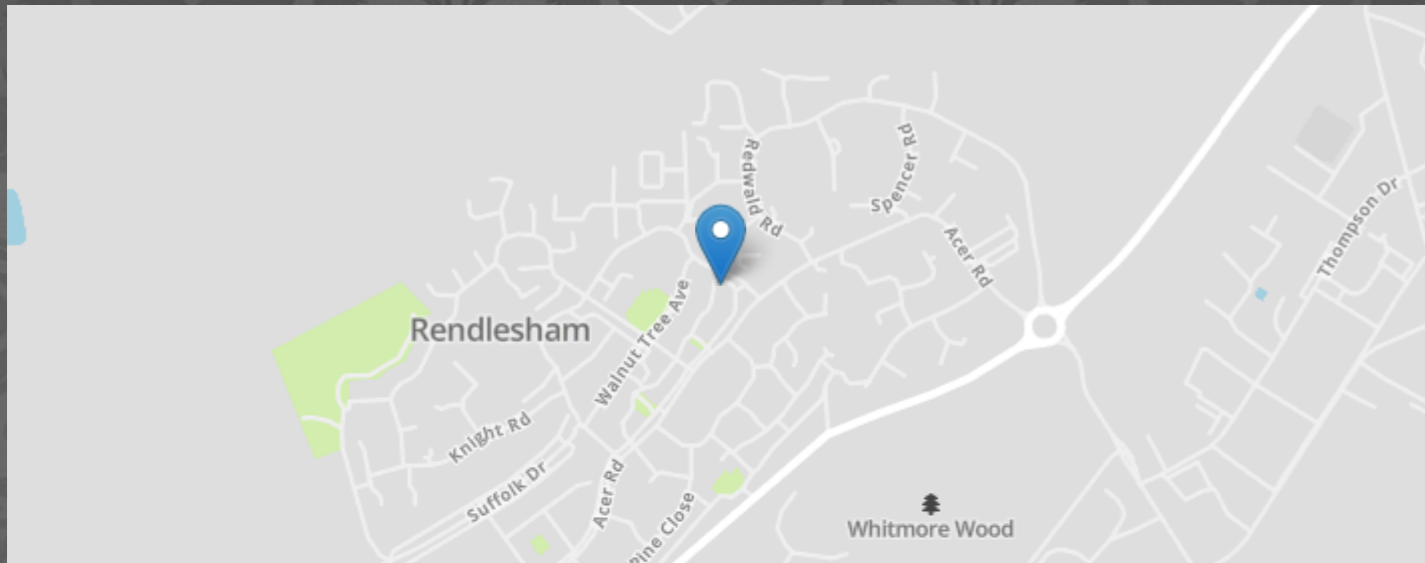 Redwald Rd
Spencer Rd
Thompson Dr
Acer Rd
Rendlesham
Walnut Tree Ave
Knight Rd
Suffolk Dr
Acer Rd
Pine Close
Whitmore Wood